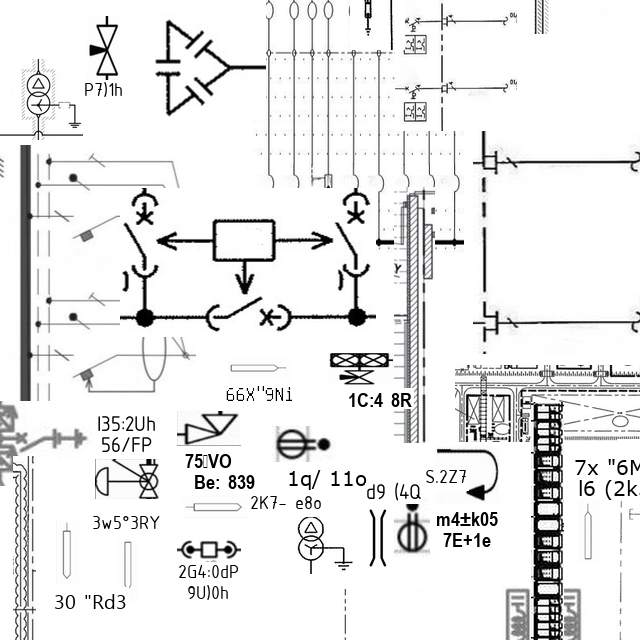 P7)1h
66X"9Ni
1C:4 8R
I35:2Uh
56/FP
75▯VO
Be: 839
1q/ 11o
S.2Z7
7x "6M
l6 (2k
d9 (4Q
2K7- e8o
m4±k05
7E+1e
3w5°3RY
2G4:0dP
9U)0h
30 "Rd3